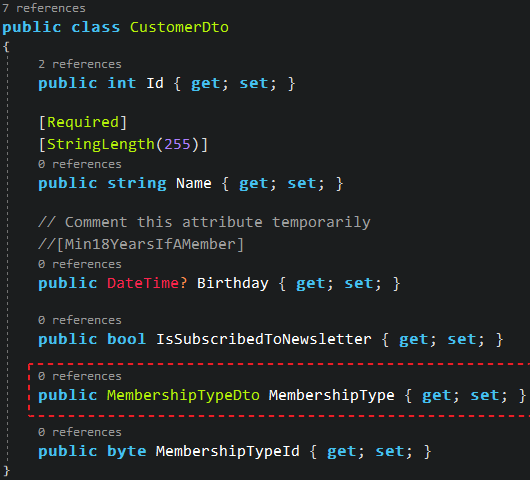 7 references
public class CustomerDto
{
2 references
public int Id { get; set; }
[Required]
[StringLength(255)]
0 references
public string Name { get; set; }
// Comment this attribute temporarily
//[Min18YearsIfAMember]
0 references
public DateTime? Birthday { get; set; }
0 references
public bool IsSubscribedToNewsletter { get; set; }
0 references
public MembershipTypeDto MembershipType { get; set; }
0 references
public byte MembershipTypeId { get; set; }
}